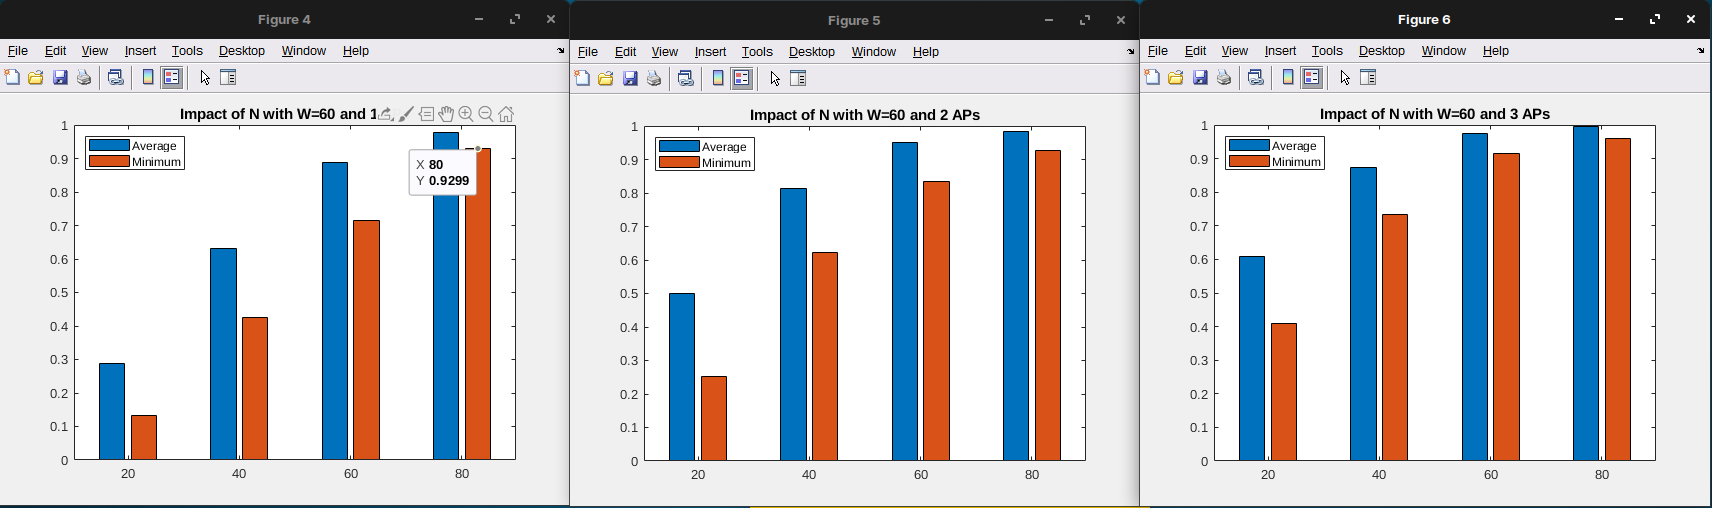 Figure 4
File Edit View Insert Tools Desktop Window Help
Impact of N with W=60 and 1
1
0.9
0.8
0.7
0.6
0.5
0.4
0.3
0.2
0.1
0
Average
Minimum
X 80
Y 0.9299
20 40 60 80
Figure 5
File Edit View Insert Tools Desktop Window Help
Impact of N with W=60 and 2 APs
1
0.9
0.8
0.7
0.6
0.5
0.4
0.3
0.2
0.1
0
Average
Minimum
20 40 60 80
Figure 6
File Edit View Insert Tools Desktop Window Help
Impact of N with W=60 and 3 APs
1
0.9
0.8
0.7
0.6
0.5
0.4
0.3
0.2
0.1
0
Average
Minimum
20 40 60 80